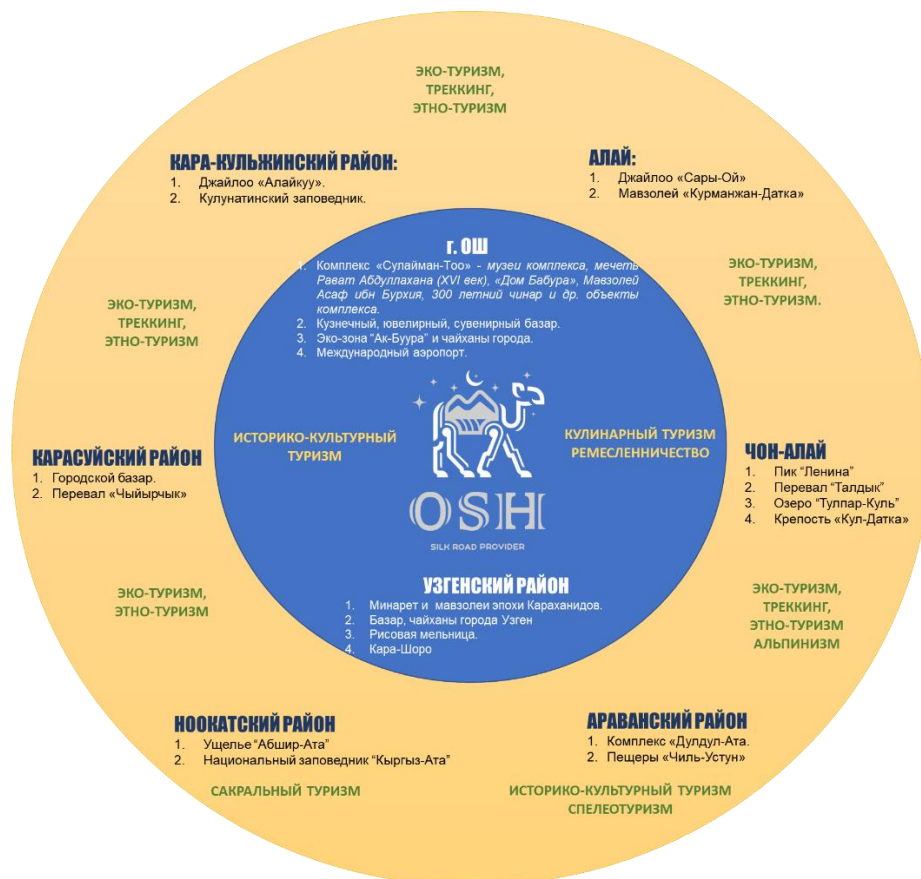 ЭКО-ТУРИЗМ,
ТРЕККИНГ,
ЭТНО-ТУРИЗМ
КАРА-КУЛЬЖИНСКИЙ РАЙОН:
1. Джайлоо «Алайкуу».
2. Кулунатинский заповедник.
АЛАЙ:
1. Джайлоо «Сары-Ой»
2. Мавзолей «Курманжан-Датка»
г. ОШ
1. Комплекс «Сулайман-Тоо» - музеи комплекса, мечеть
Рават Абдуллахана (XVI век), «Дом Бабура», Мавзолей
Асаф ибн Бурхия, 300 летний чинар и др. объекты
комплекса.
2. Кузнечный, ювелирный, сувенирный базар.
3. Эко-зона "Ак-Буура" и чайханы города.
4. Международный аэропорт.
ЭКО-ТУРИЗМ,
ТРЕККИНГ,
ЭТНО-ТУРИЗМ
ЭКО-ТУРИЗМ,
ТРЕККИНГ,
ЭТНО-ТУРИЗМ.
ИСТОРИКО-КУЛЬТУРНЫЙ
ТУРИЗМ
КУЛИНАРНЫЙ ТУРИЗМ
РЕМЕСЛЕННИЧЕСТВО
КАРАСУЙСКИЙ РАЙОН
1. Городской базар.
2. Перевал «Чыйырчык»
ЧОН-АЛАЙ
1. Пик "Ленина"
2. Перевал "Талдык"
3. Озеро "Тулпар-Куль"
4. Крепость «Кул-Датка»
OSH
SILK ROAD PROVIDER
УЗГЕНСКИЙ РАЙОН
1. Минарет и мавзолеи эпохи Караханидов.
2. Базар, чайханы города Узген
3. Рисовая мельница.
4. Кара-Шоро
ЭКО-ТУРИЗМ,
ЭТНО-ТУРИЗМ
ЭКО-ТУРИЗМ,
ТРЕККИНГ,
ЭТНО-ТУРИЗМ
АЛЬПИНИЗМ
НООКАТСКИЙ РАЙОН
1. Ущелье "Абшир-Ата"
2. Национальный заповедник "Кыргыз-Ата"
САКРАЛЬНЫЙ ТУРИЗМ
АРАВАНСКИЙ РАЙОН
1. Комплекс «Дулдул-Ата.
2. Пещеры «Чиль-Устун»
ИСТОРИКО-КУЛЬТУРНЫЙ ТУРИЗМ
СПЕЛЕОТУРИЗМ